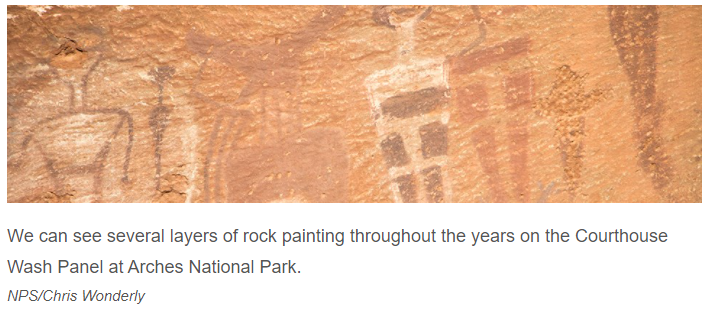 We can see several layers of rock painting throughout the years on the Courthouse
Wash Panel at Arches National Park.
NPS/Chris Wonderly